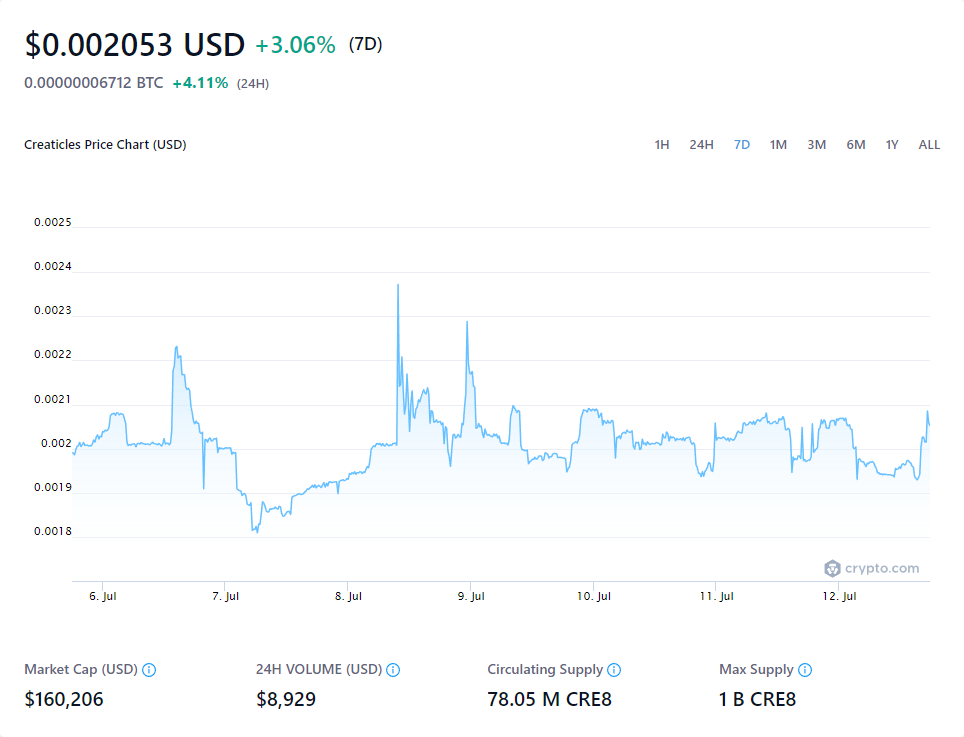 $0.002053 USD +3.06% (7D)
0.00000006712 BTC +4.11% (24H)
Creaticles Price Chart (USD) 1H 24H 7D 1M 3M 6M 1Y ALL
0.0025
0.0024
0.0023
0.0022
0.0021
0.002
0.0019
0.0018
crypto.com
6. Jul 7. Jul 8. Jul 9. Jul 10. Jul 11. Jul 12. Jul
Market Cap (USD) 24H VOLUME (USD) Circulating Supply Max Supply
$160,206 $8,929 78.05 M CRE8 1 B CRE8